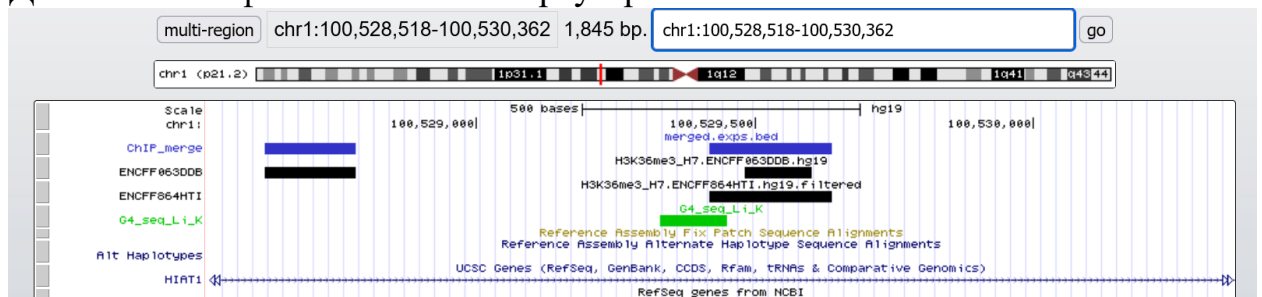 multi-region chr1:100,528,518-100,530,362 1,845 bp. chr1:100,528,518-100,530,362 go
chr1 (p21.2) 1p31.1 1q12 1q41 q43 44
Scale 500 bases hg19
chr1: 100,529,000 100,529,500 100,530,000
merged.exps.bed
ChIP_merge
H3K36me3_H7.ENCFF063DDB.hg19
ENCFF063DDB
H3K36me3_H7.ENCFF864HTI.hg19.filtered
ENCFF864HTI
G4_seq_Li_K
G4_seq_Li_K
Reference Assembly Fix Patch Sequence Alignments
Reference Assembly Alternate Haplotype Sequence Alignments
Alt Haplotypes
UCSC Genes (RefSeq, GenBank, CCDS, Rfam, tRNAs & Comparative Genomics)
HIAT1
RefSeq genes from NCBI